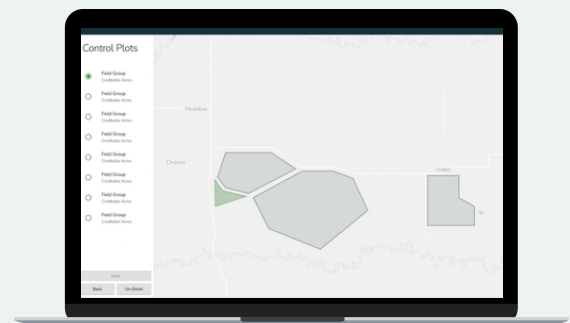 Control Plots
Field Group
Creditable Acres
Field Group
Creditable Acres
Field Group
Creditable Acres
Field Group
Creditable Acres
Field Group
Creditable Acres
Field Group
Creditable Acres
Field Group
Creditable Acres
Field Group
Creditable Acres
Next
Back
Un-Enroll
Meadow
Chance
Isabel